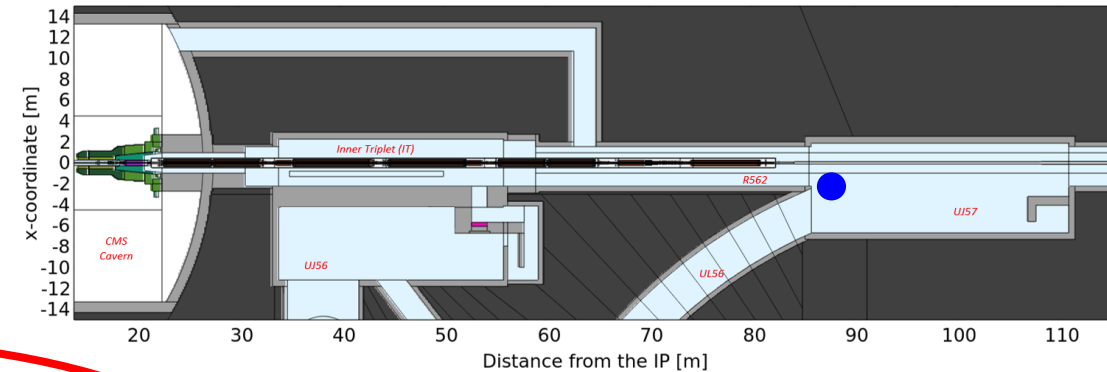 14
12
10
8
6
4
2
0
-2
-4
-6
-8
-10
-12
-14
x-coordinate [m]
Inner Triplet (IT)
R562
UJ57
CMS
Cavern
UJ56
UL56
20 30 40 50 60 70 80 90 100 110
Distance from the IP [m]